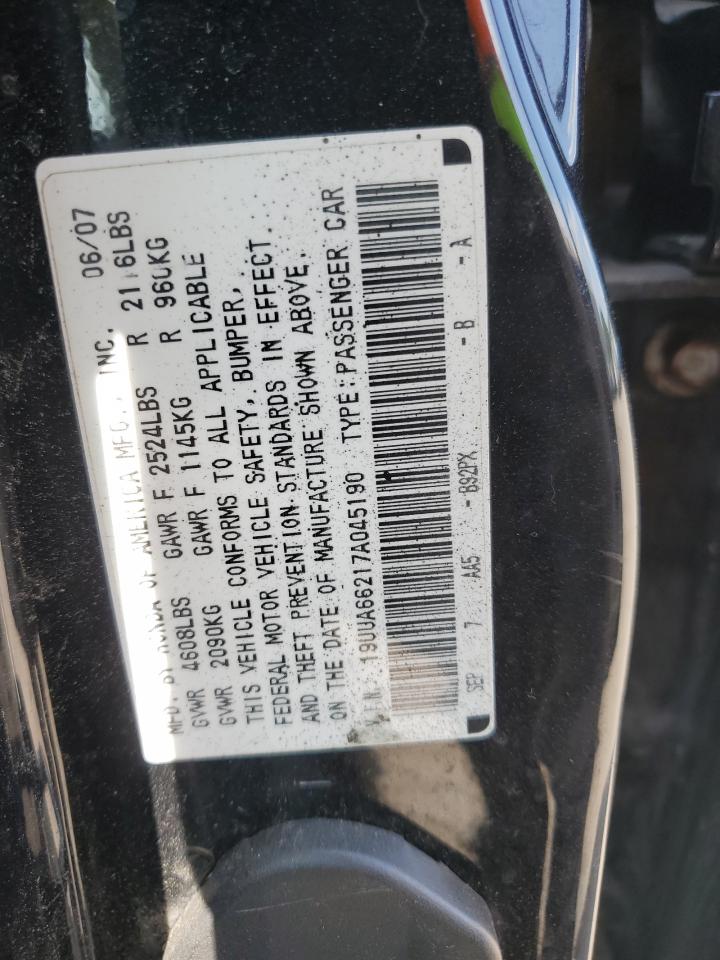 MFD. BY HONDA OF AMERICA MFG., INC. 06/07
GVWR 4608LBS GAWR F 2524LBS R 2116LBS
GVWR 2090KG GAWR F 1145KG R 960KG
THIS VEHICLE CONFORMS TO ALL APPLICABLE
FEDERAL MOTOR VEHICLE SAFETY, BUMPER,
AND THEFT PREVENTION STANDARDS IN EFFECT
ON THE DATE OF MANUFACTURE SHOWN ABOVE.
V.I.N. 19UUA66217A045190 TYPE: PASSENGER CAR
SEP 7 AA5 - B92PX - B - A